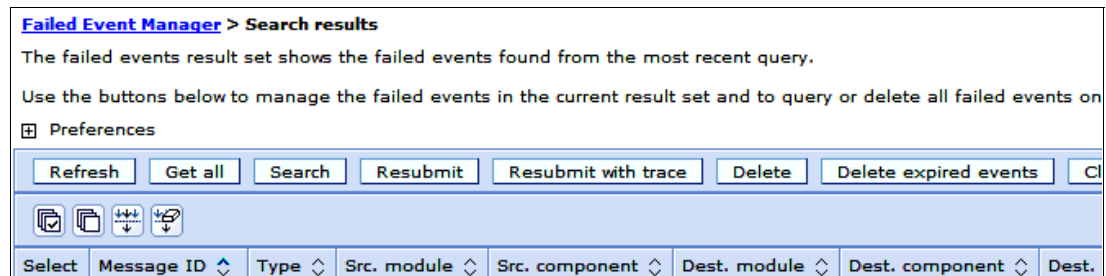 Failed Event Manager > Search results
The failed events result set shows the failed events found from the most recent query.
Use the buttons below to manage the failed events in the current result set and to query or delete all failed events on
Preferences
Refresh Get all Search Resubmit Resubmit with trace Delete Delete expired events Cl
Select Message ID Type Src. module Src. component Dest. module Dest. component Dest.